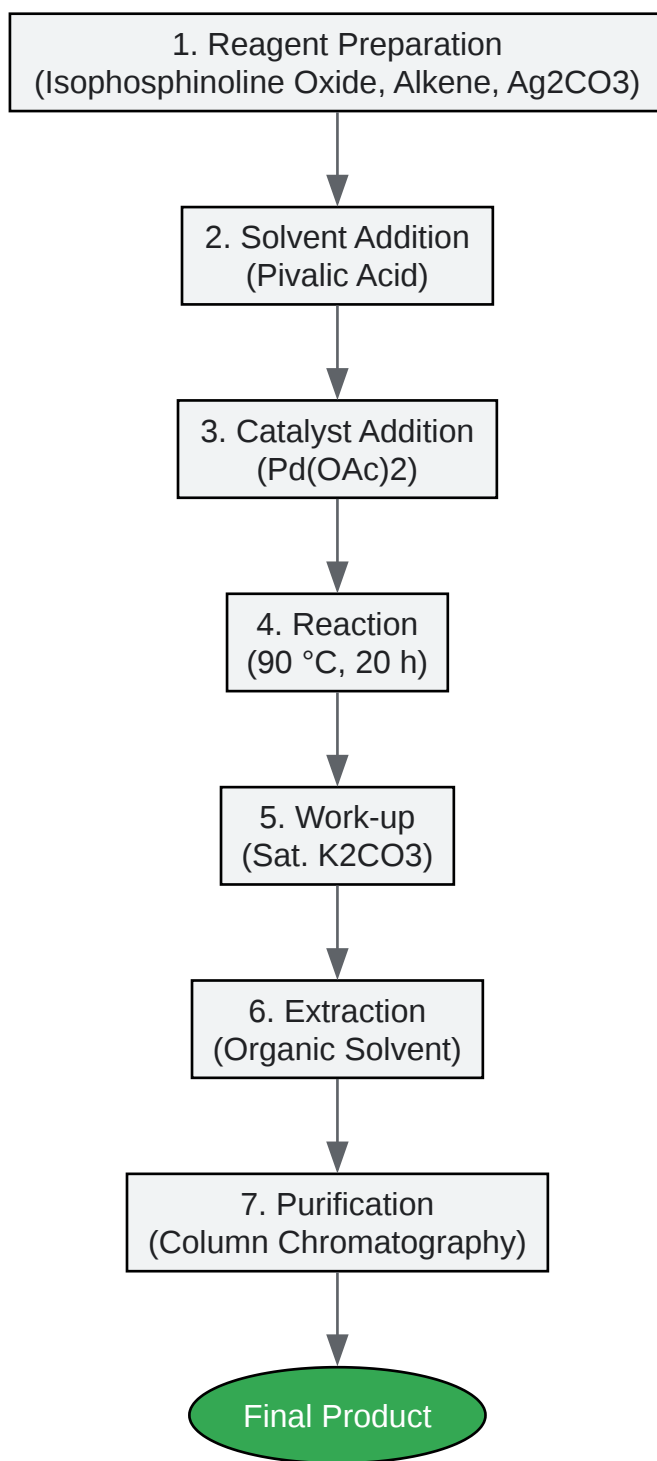 1. Reagent Preparation
(Isophosphinoline Oxide, Alkene, Ag2CO3)
2. Solvent Addition
(Pivalic Acid)
3. Catalyst Addition
(Pd(OAc)2)
4. Reaction
(90 °C, 20 h)
5. Work-up
(Sat. K2CO3)
6. Extraction
(Organic Solvent)
7. Purification
(Column Chromatography)
Final Product